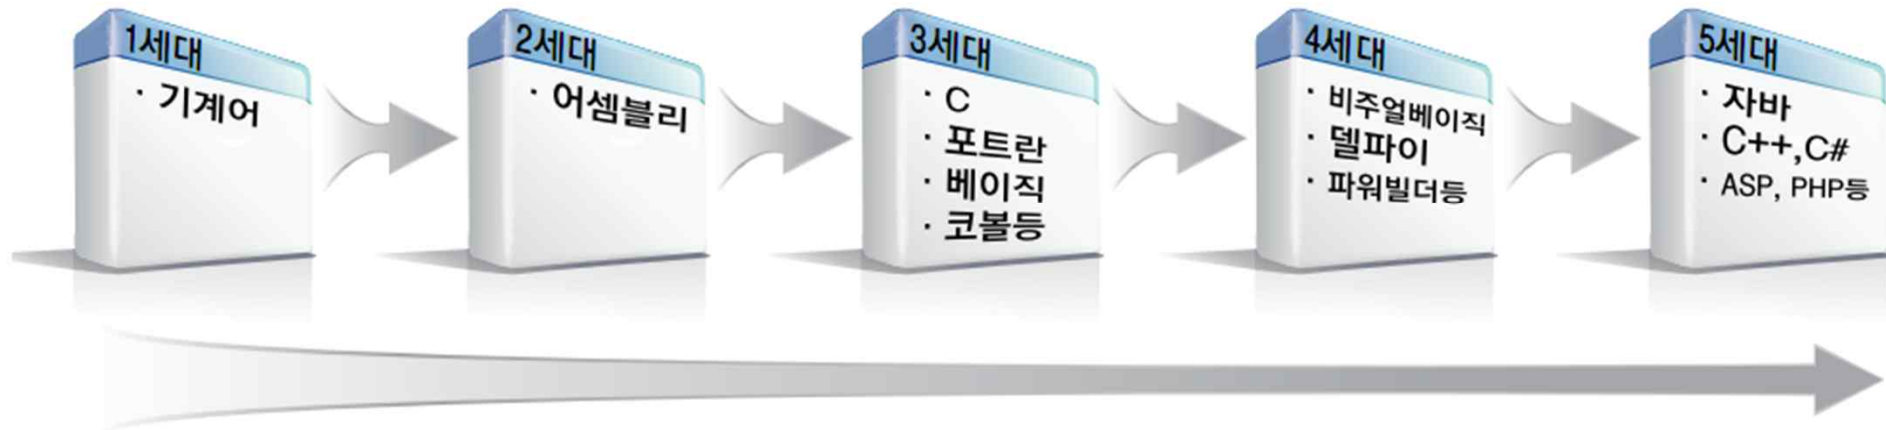 1세대
· 기계어
2세대
· 어셈블리
3세대
· C
· 포트란
· 베이직
· 코볼등
4세대
· 비주얼베이직
· 델파이
· 파워빌더등
5세대
· 자바
· C++,C#
· ASP, PHP등